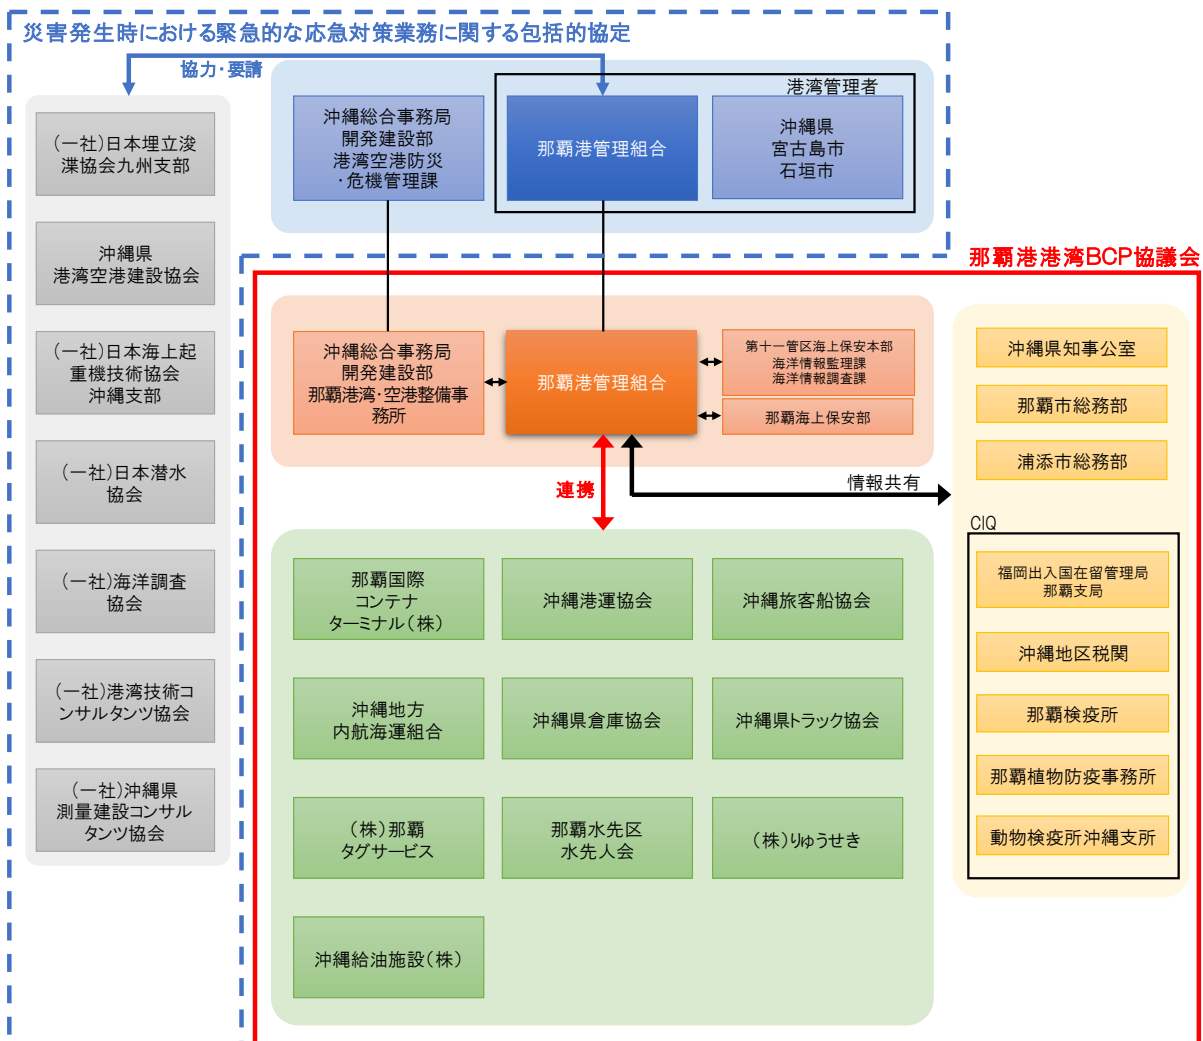 災害発生時における緊急的な応急対策業務に関する包括的協定
協力・要請
(一社)日本埋立浚
渫協会九州支部
沖縄県
港湾空港建設協会
(一社)日本海上起
重機技術協会
沖縄支部
(一社)日本潜水
協会
(一社)海洋調査
協会
(一社)港湾技術コ
ンサルタンツ協会
(一社)沖縄県
測量建設コンサル
タンツ協会
沖縄総合事務局
開発建設部
港湾空港防災
・危機管理課
港湾管理者
那覇港管理組合
沖縄県
宮古島市
石垣市
那覇港港湾BCP協議会
沖縄総合事務局
開発建設部
那覇港湾・空港整備事
務所
那覇港管理組合
第十一管区海上保安本部
海洋情報監理課
海洋情報調査課
那覇海上保安部
連携
情報共有
那覇国際
コンテナ
ターミナル(株)
沖縄港運協会
沖縄旅客船協会
沖縄地方
内航海運組合
沖縄県倉庫協会
沖縄県トラック協会
(株)那覇
タグサービス
那覇水先区
水先人会
(株)りゅうせき
沖縄給油施設(株)
沖縄県知事公室
那覇市総務部
浦添市総務部
CIQ
福岡出入国在留管理局
那覇支局
沖縄地区税関
那覇検疫所
那覇植物防疫事務所
動物検疫所沖縄支所